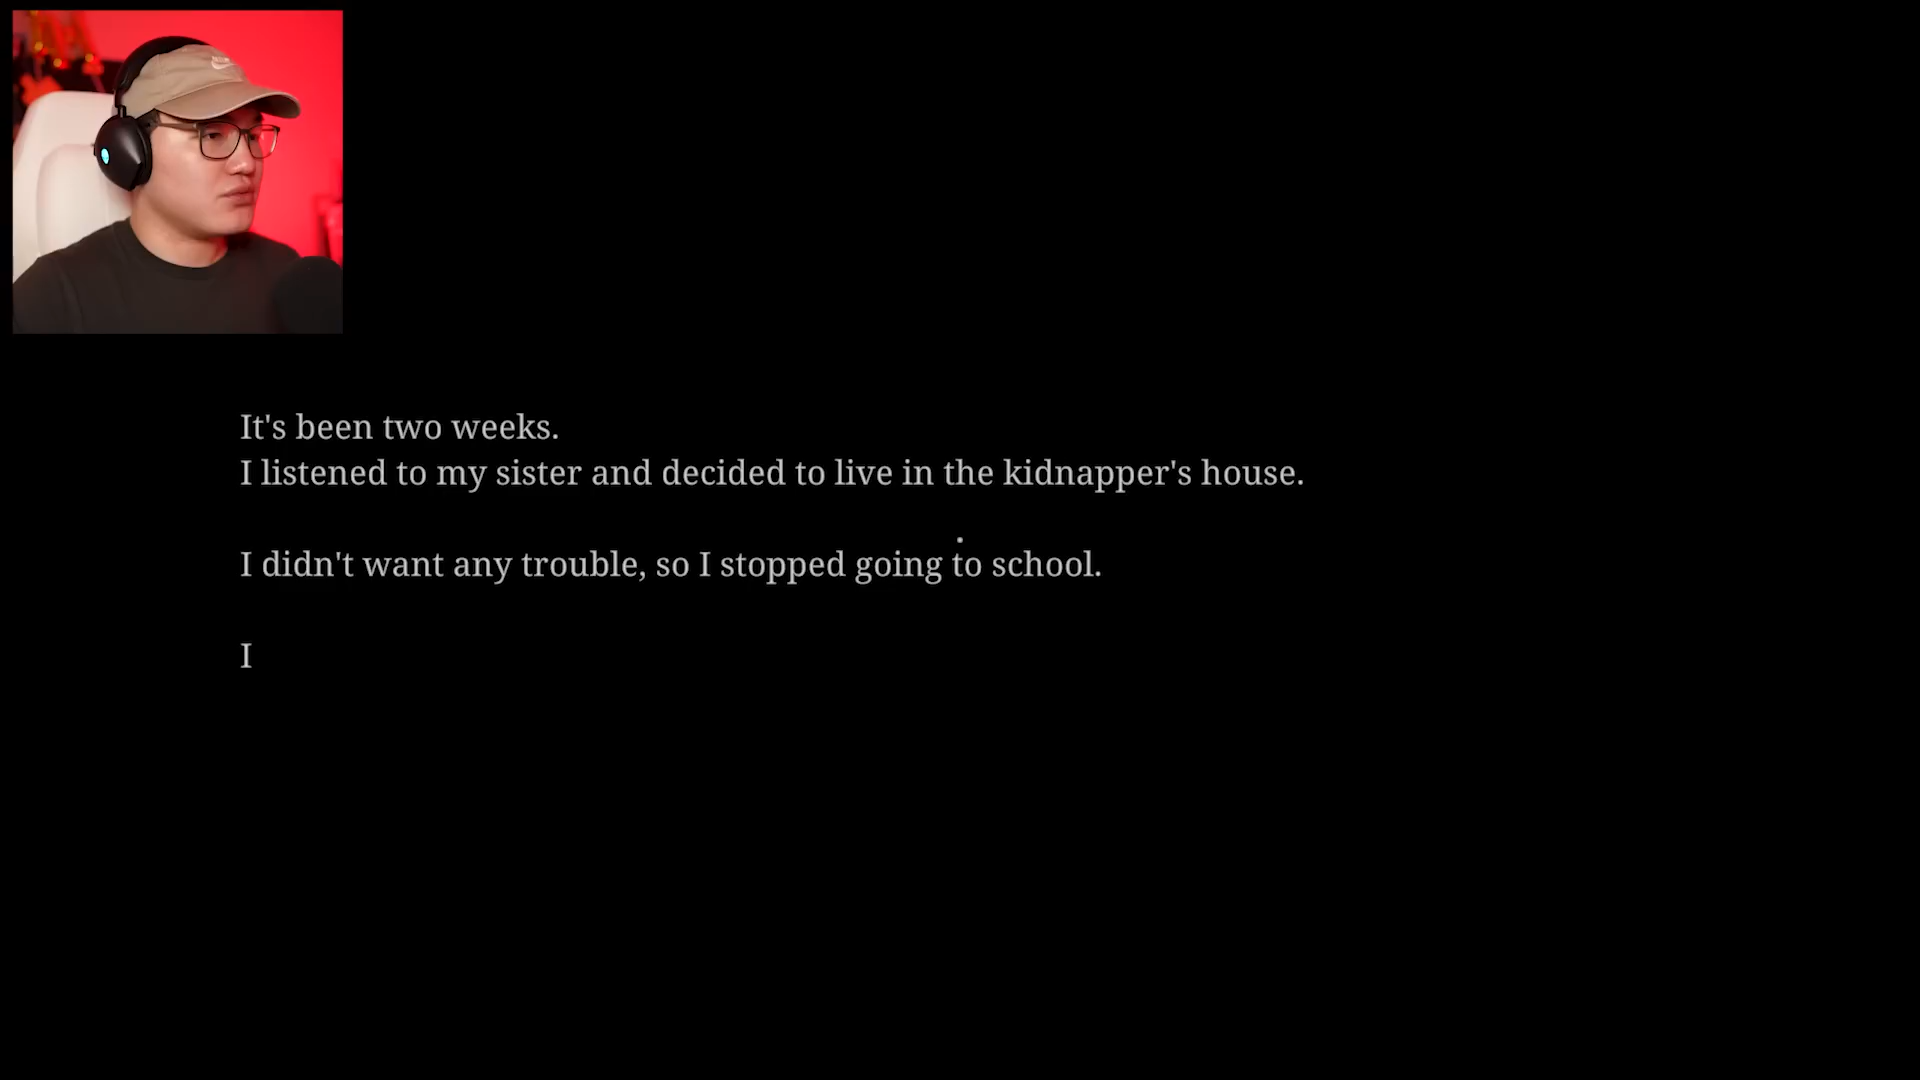 It's been two weeks.
I listened to my sister and decided to live in the kidnapper's house.
I didn't want any trouble, so I stopped going to school.
I